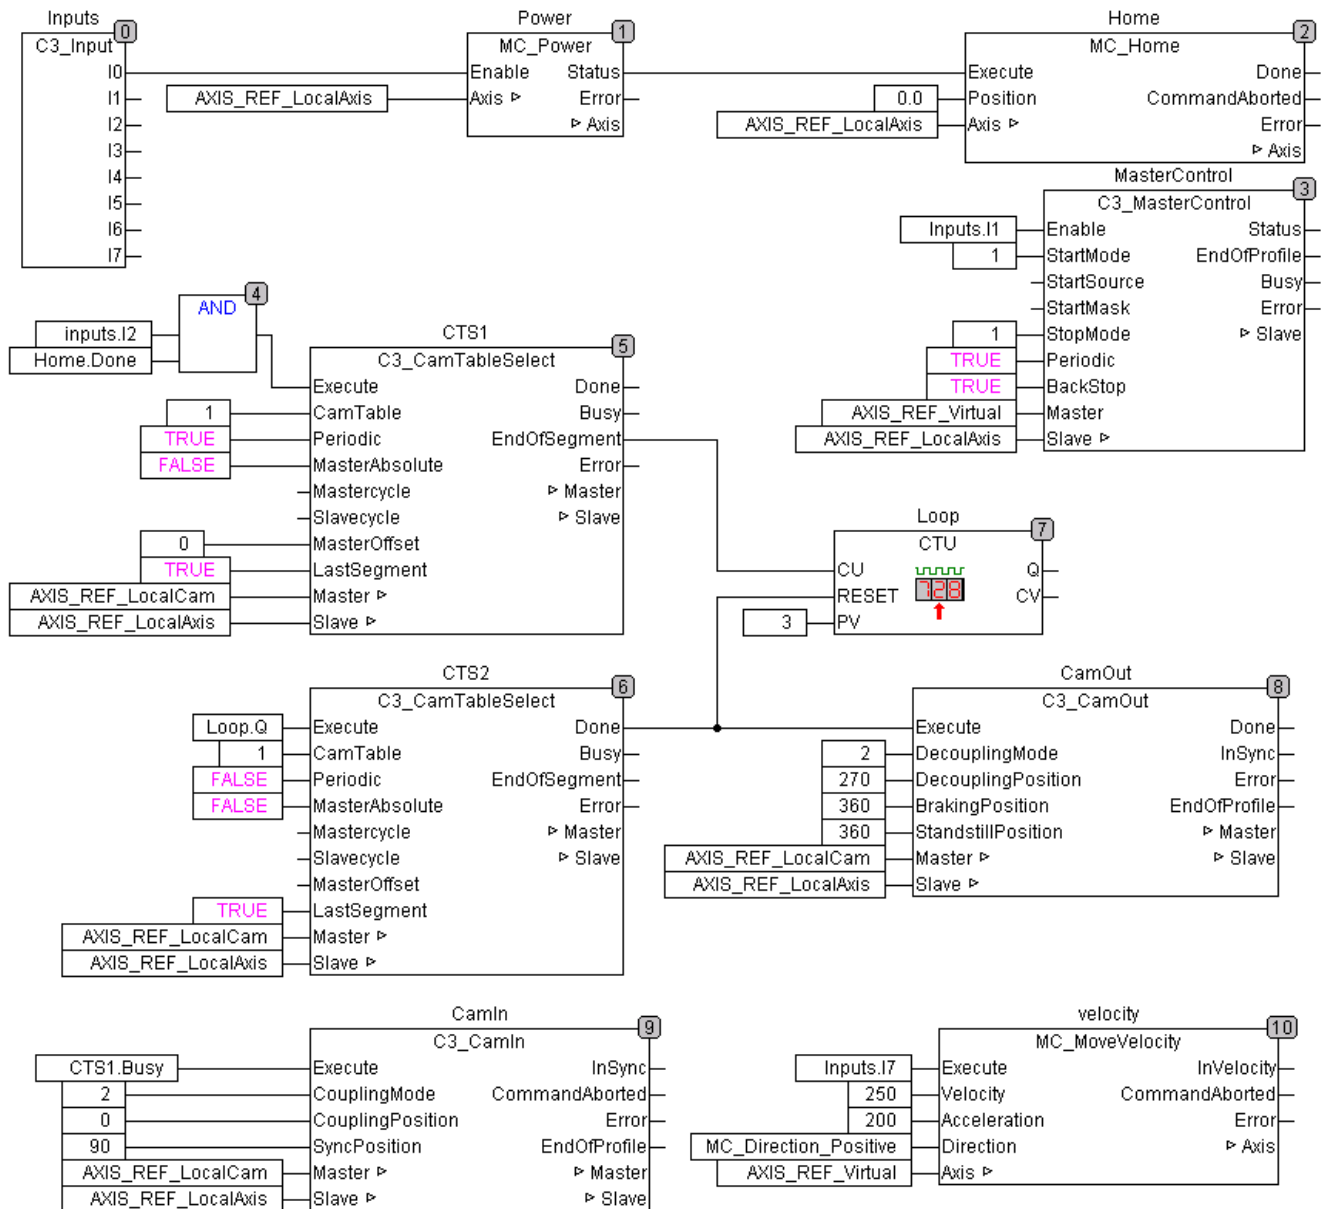 Inputs
0
C3_Input
I0
I1
I2
I3
I4
I5
I6
I7
Power
1
MC_Power
Enable Status
AXIS_REF_LocalAxis Axis Error
Axis
Home
2
MC_Home
Execute Done
0.0 Position CommandAborted
AXIS_REF_LocalAxis Axis Error
Axis
MasterControl
3
C3_MasterControl
Inputs.I1 Enable Status
1 StartMode EndOfProfile
StartSource Busy
StartMask Error
1 StopMode Slave
TRUE Periodic
TRUE BackStop
AXIS_REF_Virtual Master
AXIS_REF_LocalAxis Slave
4
AND
inputs.I2
Home.Done
CTS1
5
C3_CamTableSelect
Execute Done
1 CamTable Busy
TRUE Periodic EndOfSegment
FALSE MasterAbsolute Error
Mastercycle Master
Slavecycle Slave
0 MasterOffset
TRUE LastSegment
AXIS_REF_LocalCam Master
AXIS_REF_LocalAxis Slave
Loop
7
CTU
CU Q
728
RESET CV
3 PV
CTS2
6
C3_CamTableSelect
Loop.Q Execute Done
1 CamTable Busy
FALSE Periodic EndOfSegment
FALSE MasterAbsolute Error
Mastercycle Master
Slavecycle Slave
MasterOffset
TRUE LastSegment
AXIS_REF_LocalCam Master
AXIS_REF_LocalAxis Slave
CamOut
8
C3_CamOut
Execute Done
2 DecouplingMode InSync
270 DecouplingPosition Error
360 BrakingPosition EndOfProfile
360 StandstillPosition Master
AXIS_REF_LocalCam Master Slave
AXIS_REF_LocalAxis Slave
CamIn
9
C3_CamIn
CTS1.Busy Execute InSync
2 CouplingMode CommandAborted
0 CouplingPosition Error
90 SyncPosition EndOfProfile
AXIS_REF_LocalCam Master Master
AXIS_REF_LocalAxis Slave Slave
velocity
10
MC_MoveVelocity
Inputs.I7 Execute InVelocity
250 Velocity CommandAborted
200 Acceleration Error
MC_Direction_Positive Direction Axis
AXIS_REF_Virtual Axis